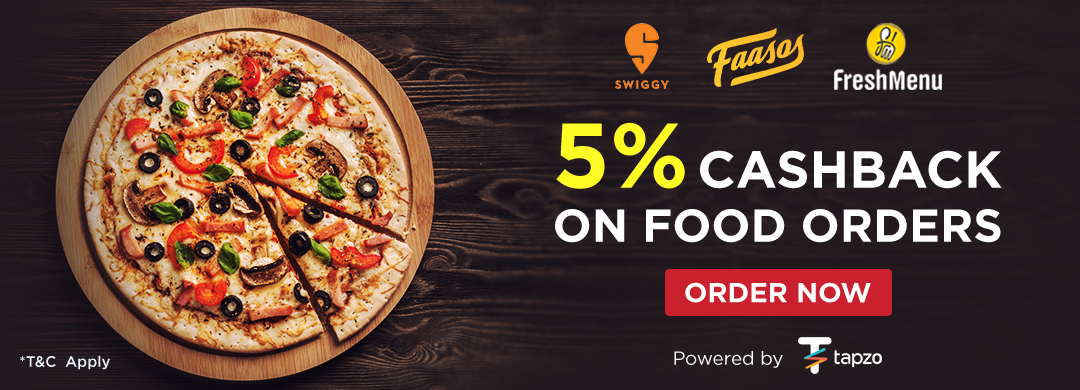 SWIGGY
Faasos
FreshMenu
5% CASHBACK
ON FOOD ORDERS
ORDER NOW
Powered by tapzo
*T&C Apply